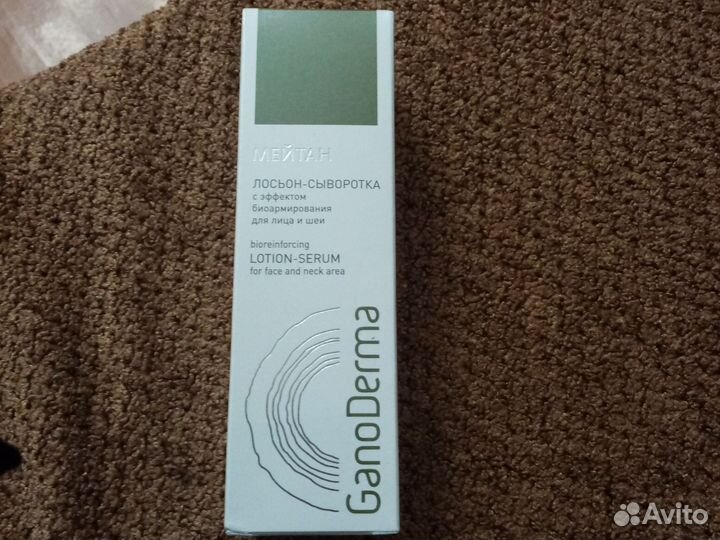 МЕЙТАН
ЛОСЬОН-СЫВОРОТКА
с эффектом
биоармирования
для лица и шеи
bioreinforcing
LOTION-SERUM
for face and neck area
GanoDerma
Avito